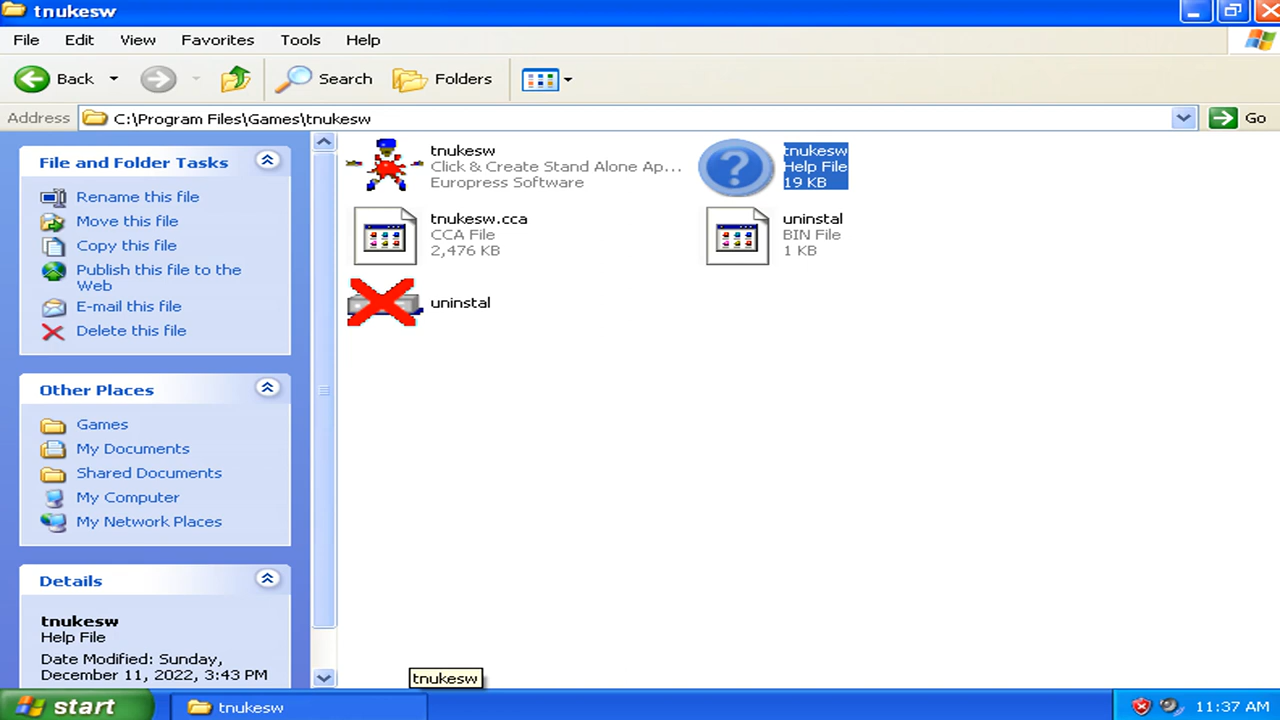 tnukesw
File Edit View Favorites Tools Help
Back Search Folders
Address C:\Program Files\Games\tnukesw Go
File and Folder Tasks
Rename this file
Move this file
Copy this file
Publish this file to the
Web
E-mail this file
Delete this file
Other Places
Games
My Documents
Shared Documents
My Computer
My Network Places
Details
tnukesw
Help File
Date Modified: Sunday,
December 11, 2022, 3:43 PM
tnukesw
Click & Create Stand Alone Ap...
Europress Software
tnukesw
Help File
19 KB
tnukesw.cca
CCA File
2,476 KB
uninstal
BIN File
1 KB
uninstal
tnukesw
start tnukesw 11:37 AM